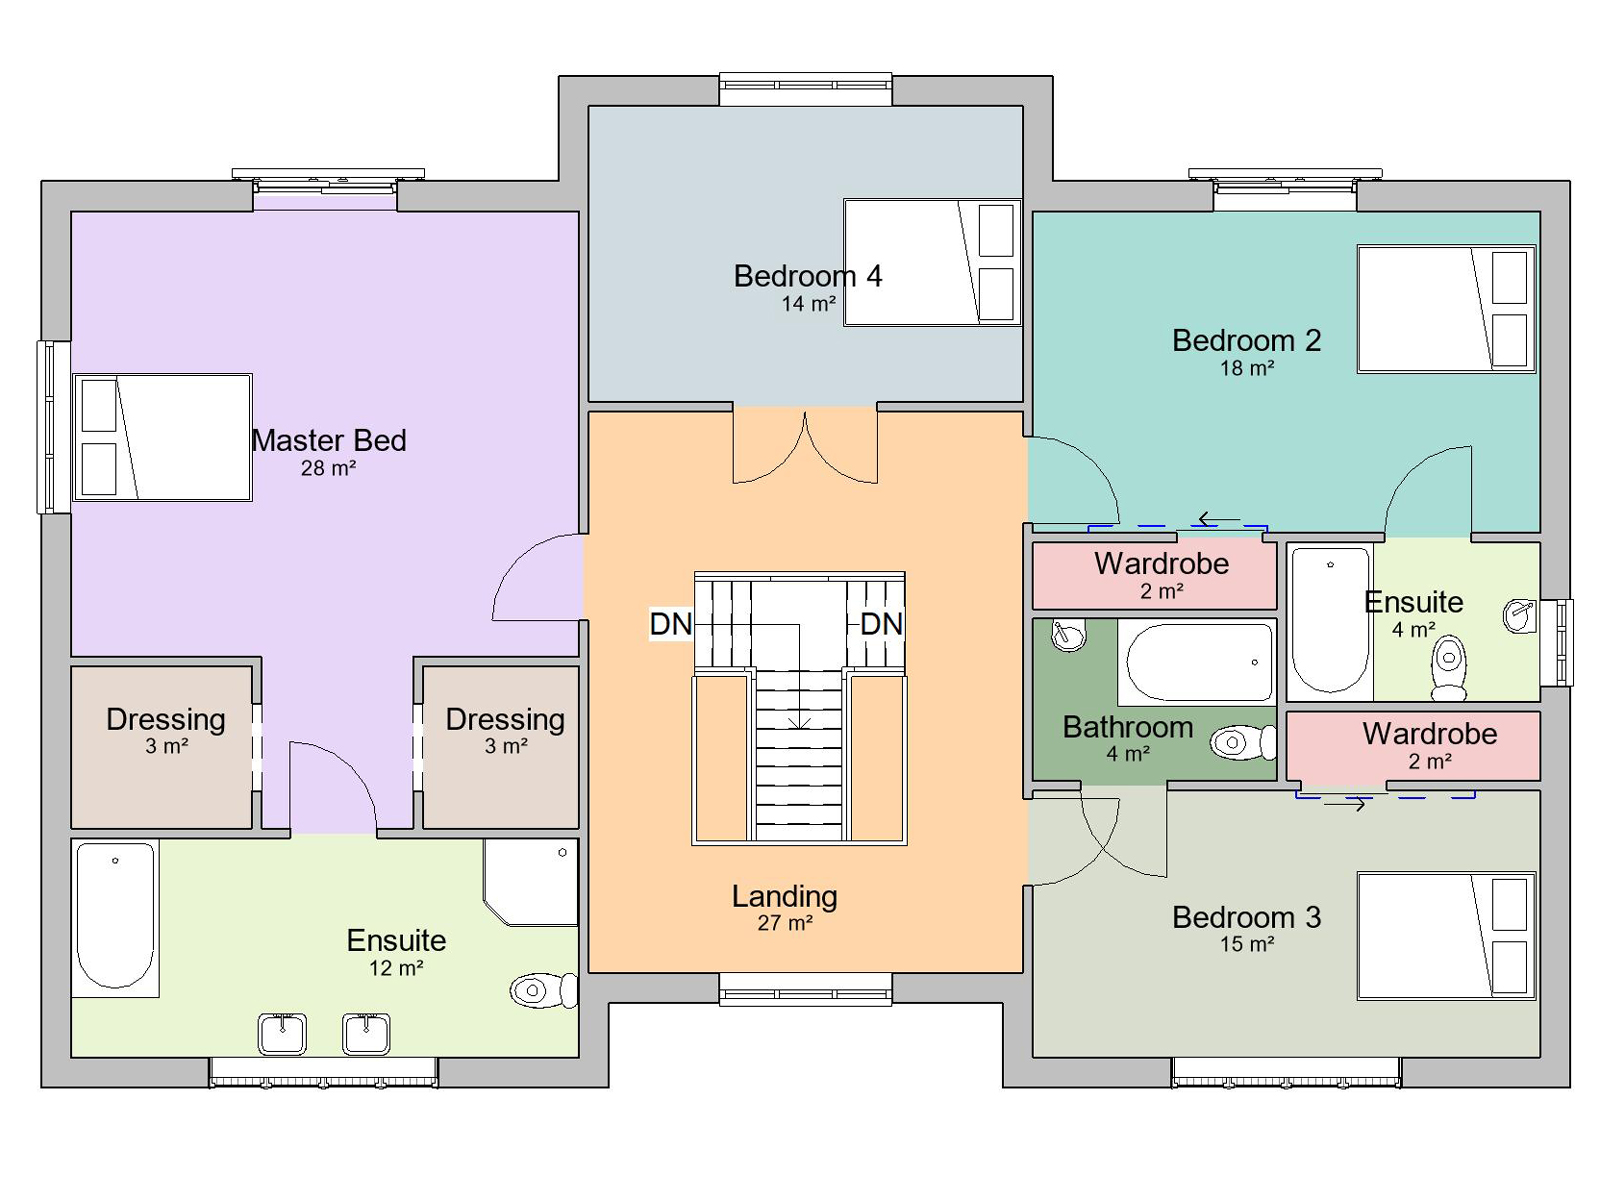 Bedroom 4
14 m²
Bedroom 2
18 m²
Master Bed
28 m²
Wardrobe
2 m²
Ensuite
4 m²
DN
DN
Dressing
3 m²
Dressing
3 m²
Bathroom
4 m²
Wardrobe
2 m²
Landing
27 m²
Bedroom 3
15 m²
Ensuite
12 m²